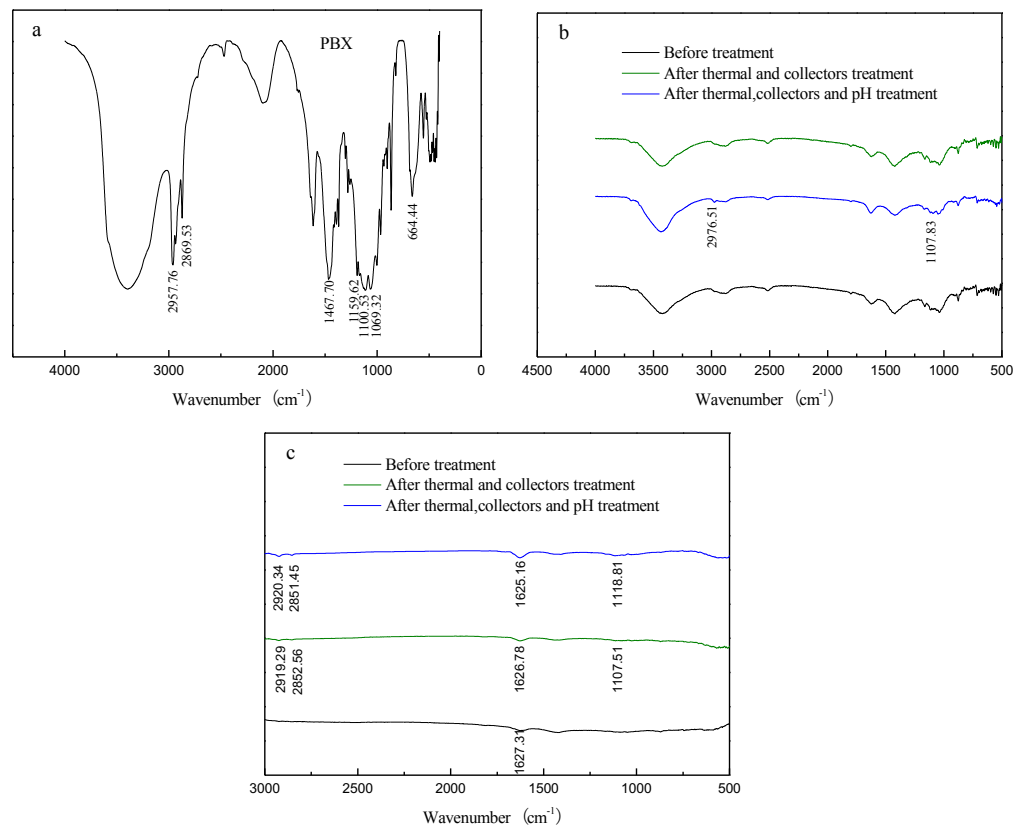 a
PBX
2957.76
2869.53
1467.70
1159.62
1100.53
1069.32
664.44
4000
3000
2000
1000
0
Wavenumber (cm-1)
b
Before treatment
After thermal and collectors treatment
After thermal,collectors and pH treatment
2976.51
1107.83
4500
4000
3500
3000
2500
2000
1500
1000
500
Wavenumber (cm-1)
c
Before treatment
After thermal and collectors treatment
After thermal,collectors and pH treatment
2920.34
2851.45
1625.16
1118.81
2919.29
2852.56
1626.78
1107.51
1627.31
3000
2500
2000
1500
1000
500
Wavenumber (cm-1)